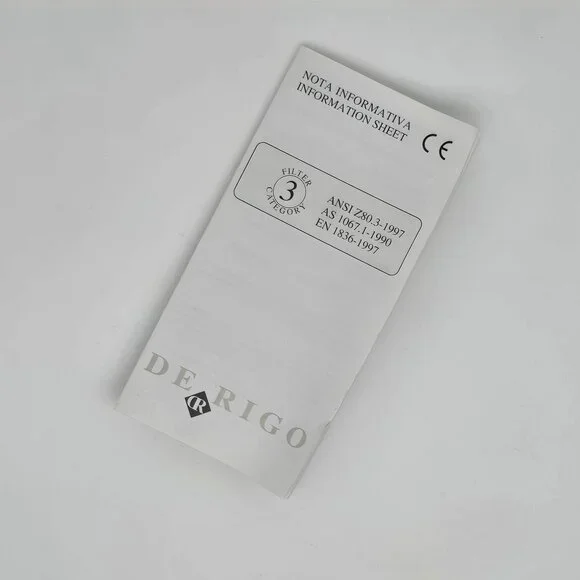 NOTA INFORMATIVA
INFORMATION SHEET
CE
FILTER
3
CATEGORY
ANSI Z80.3-1997
AS 1067.1-1990
EN 1836-1997
DE RIGO
DR